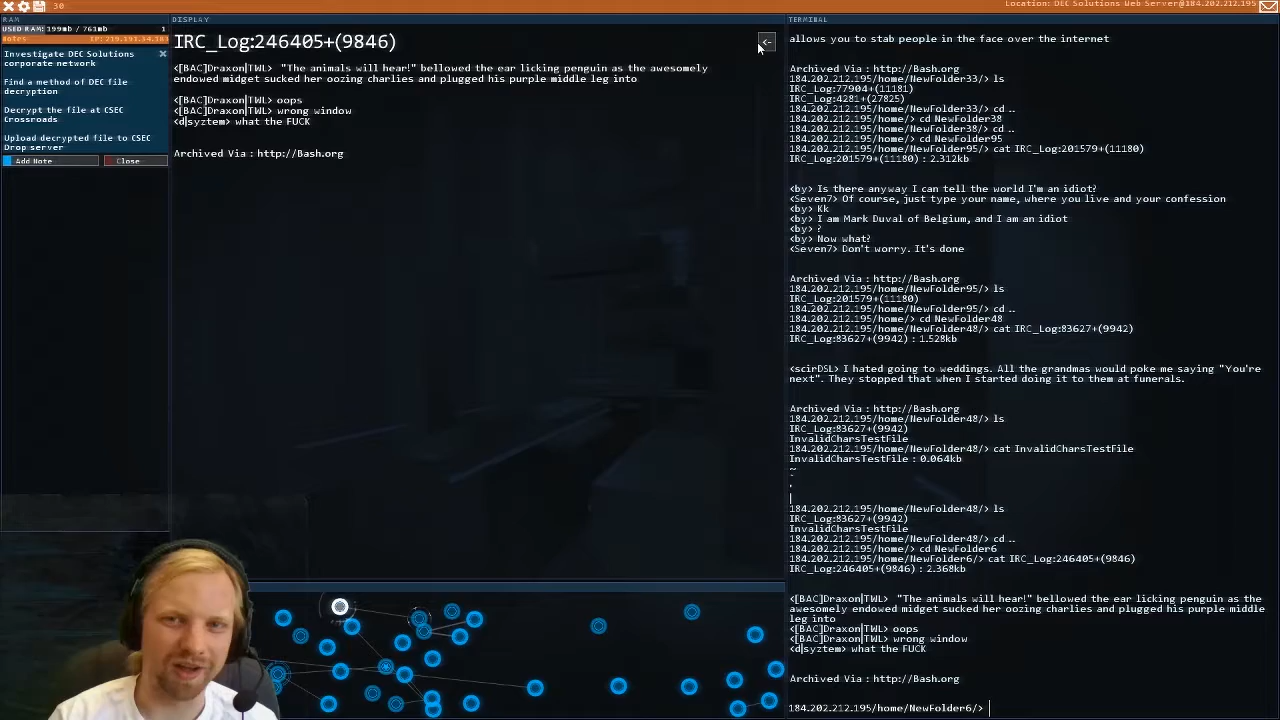 30
Location: DEC Solutions Web Server@184.202.212.195
RAM
USED RAM: 199mb / 761mb 1
notes
Investigate DEC Solutions
corporate network
Find a method of DEC file
decryption
Decrypt the file at CSEC
Crossroads
Upload decrypted file to CSEC
Drop server
Add Note
Close
DISPLAY
IRC_Log:246405+(9846)
<-
<[BAC]Draxon|TWL>  "The animals will hear!" bellowed the ear licking penguin as the awesomely
endowed midget sucked her oozing charlies and plugged his purple middle leg into
<[BAC]Draxon|TWL> oops
<[BAC]Draxon|TWL> wrong window
<d|syztem> what the FUCK
Archived Via : http://Bash.org
TERMINAL
allows you to stab people in the face over the internet
Archived Via : http://Bash.org
184.202.212.195/home/NewFolder33/> ls
IRC_Log:77904+(11181)
IRC_Log:4281+(27825)
184.202.212.195/home/NewFolder33/> cd ..
184.202.212.195/home/> cd NewFolder38
184.202.212.195/home/NewFolder38/> cd ..
184.202.212.195/home/> cd NewFolder95
184.202.212.195/home/NewFolder95/> cat IRC_Log:201579+(11180)
IRC_Log:201579+(11180) : 2.312kb
<by> Is there anyway I can tell the world I'm an idiot?
<Seven7> Of course, just type your name, where you live and your confession
<by> Kk
<by> I am Mark Duval of Belgium, and I am an idiot
<by> ?
<by> Now what?
<Seven7> Don't worry. It's done
Archived Via : http://Bash.org
184.202.212.195/home/NewFolder95/> ls
IRC_Log:201579+(11180)
184.202.212.195/home/NewFolder95/> cd ..
184.202.212.195/home/> cd NewFolder48
184.202.212.195/home/NewFolder48/> cat IRC_Log:83627+(9942)
IRC_Log:83627+(9942) : 1.528kb
<scirDSL> I hated going to weddings. All the grandmas would poke me saying "You're
next". They stopped that when I started doing it to them at funerals.
Archived Via : http://Bash.org
184.202.212.195/home/NewFolder48/> ls
IRC_Log:83627+(9942)
InvalidCharsTestFile
184.202.212.195/home/NewFolder48/> cat InvalidCharsTestFile
InvalidCharsTestFile : 0.064kb
~
.
|
184.202.212.195/home/NewFolder48/> ls
IRC_Log:83627+(9942)
InvalidCharsTestFile
184.202.212.195/home/NewFolder48/> cd ..
184.202.212.195/home/> cd NewFolder6
184.202.212.195/home/NewFolder6/> cat IRC_Log:246405+(9846)
IRC_Log:246405+(9846) : 2.368kb
<[BAC]Draxon|TWL>  "The animals will hear!" bellowed the ear licking penguin as the
awesomely endowed midget sucked her oozing charlies and plugged his purple middle
leg into
<[BAC]Draxon|TWL> oops
<[BAC]Draxon|TWL> wrong window
<d|syztem> what the FUCK
Archived Via : http://Bash.org
184.202.212.195/home/NewFolder6/>